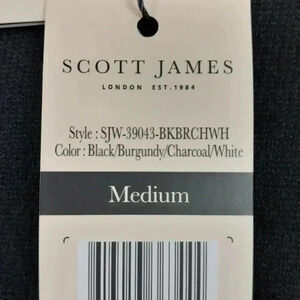 SCOTT JAMES
LONDON EST.1984
Style : SJW-39043-BKBRCHWH
Color : Black/Burgundy/Charcoal/White
Medium